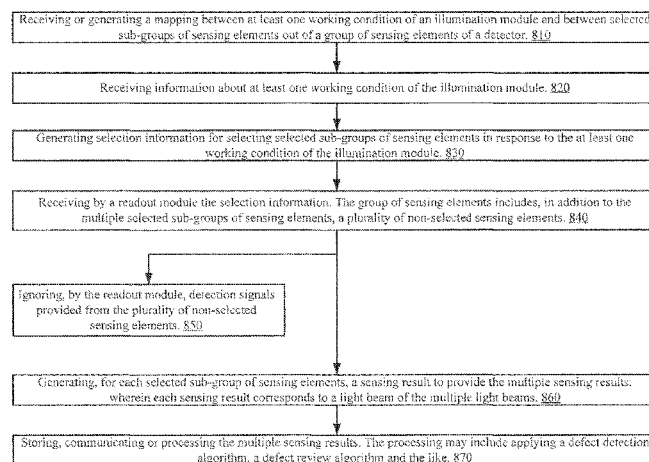 Receiving or generating a mapping between at least one working condition of an illumination module and between selected
sub-groups of sensing elements out of a group of sensing elements of a detector. 810
Receiving information about at least one working condition of the illumination module. 820
Generating selection information for selecting selected sub-groups of sensing elements in response to the at least one
working condition of the illumination module. 830
Receiving by a readout module the selection information. The group of sensing elements includes, in addition to the
multiple selected sub-groups of sensing elements, a plurality of non-selected sensing elements. 840
Ignoring, by the readout module, detection signals
provided from the plurality of non-selected
sensing elements. 850
Generating, for each selected sub-group of sensing elements, a sensing result to provide the multiple sensing results;
wherein each sensing result corresponds to a light beam of the multiple light beams. 860
Storing, communicating or processing the multiple sensing results. The processing may include applying a defect detection
algorithm, a defect review algorithm and the like. 870